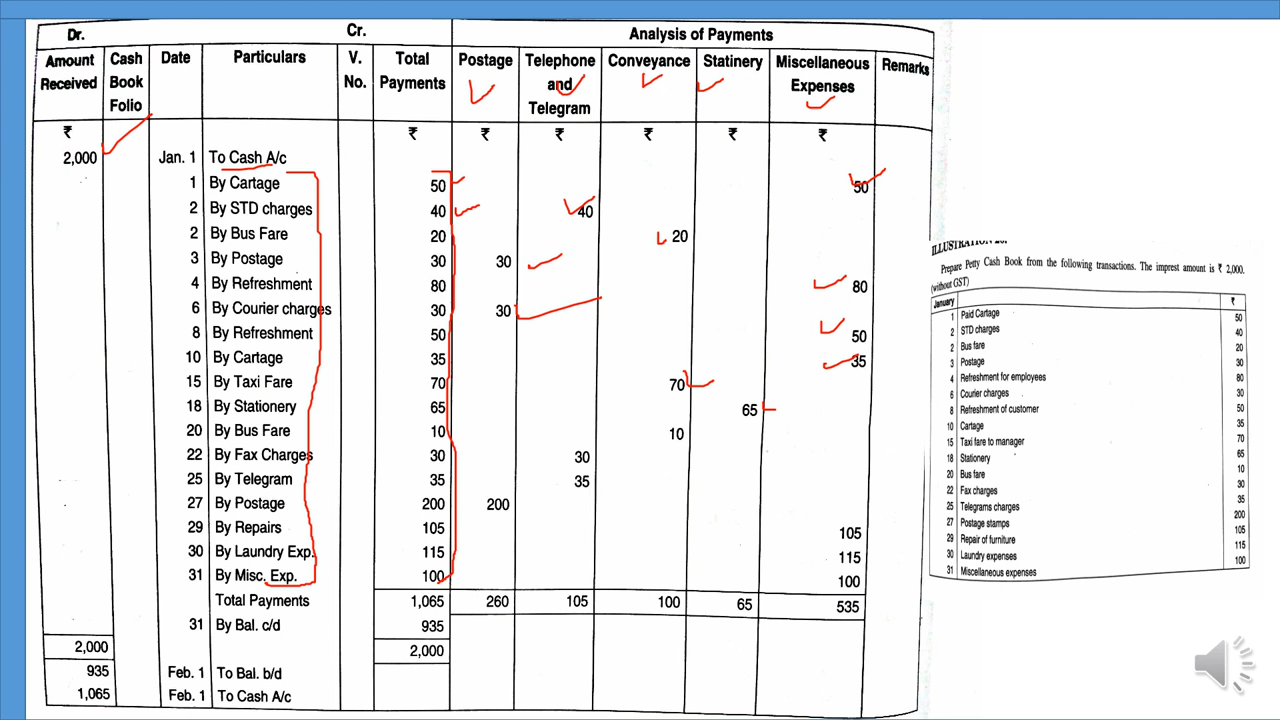 Dr. Cr. Analysis of Payments
Amount Received Cash Book Folio Date Particulars V. No. Total Payments Postage Telephone and Telegram Conveyance Statinery Miscellaneous Expenses Remarks
₹ ₹ ₹ ₹ ₹ ₹ ₹
2,000 Jan. 1 To Cash A/c
1 By Cartage 50 50
2 By STD charges 40 40
2 By Bus Fare 20 20
3 By Postage 30 30
4 By Refreshment 80 80
6 By Courier charges 30 30
8 By Refreshment 50 50
10 By Cartage 35 35
15 By Taxi Fare 70 70
18 By Stationery 65 65
20 By Bus Fare 10 10
22 By Fax Charges 30 30
25 By Telegram 35 35
27 By Postage 200 200
29 By Repairs 105 105
30 By Laundry Exp. 115 115
31 By Misc. Exp. 100 100
Total Payments 1,065 260 105 100 65 535
31 By Bal. c/d 935
2,000 2,000
935 Feb. 1 To Bal. b/d
1,065 Feb. 1 To Cash A/c
Prepare Petty Cash Book from the following transactions. The imprest amount is ₹ 2,000.
(without GST)
January ₹
1 Paid Cartage 50
2 STD charges 40
2 Bus fare 20
3 Postage 30
4 Refreshment for employees 80
6 Courier charges 30
8 Refreshment of customer 50
10 Cartage 35
15 Taxi fare to manager 70
18 Stationery 65
20 Bus fare 10
22 Fax charges 30
25 Telegrams charges 35
27 Postage stamps 200
29 Repair of furniture 105
30 Laundry expenses 115
31 Miscellaneous expenses 100